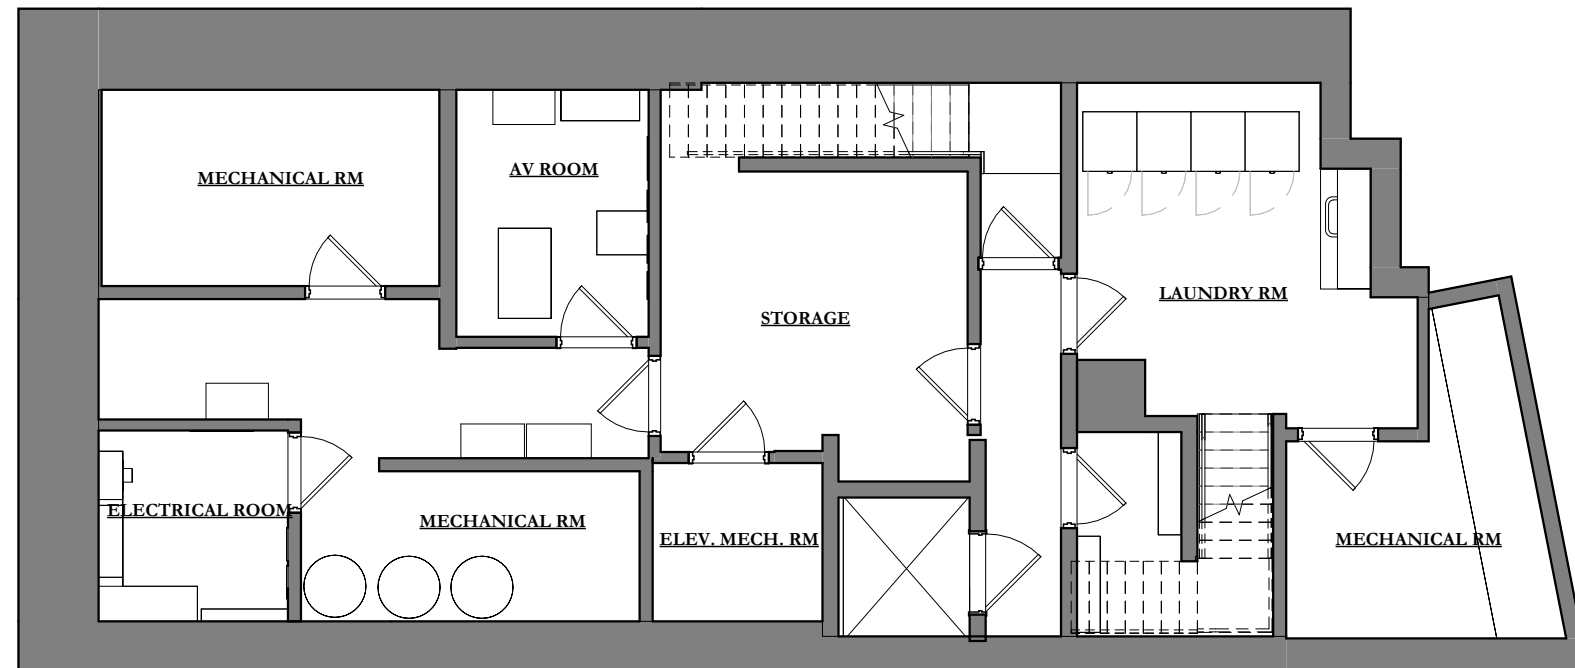 MECHANICAL RM
AV ROOM
STORAGE
LAUNDRY RM
ELECTRICAL ROOM
MECHANICAL RM
ELEV. MECH. RM
MECHANICAL RM